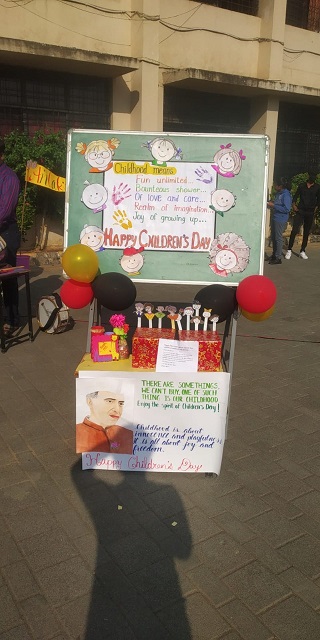 Childhood means
Fun unlimited...
Bounteous shower...
Of love and care...
Realm of Imagination..
Joy of growing up...
HAPPY CHILDREN'S DAY
THERE ARE SOMETHINGS,
WE CAN'T BUY. ONE OF SUCH
THING IS OUR CHILDHOOD
Enjoy the spirit of Children's Day!
Childhood is about
innocence and playfulness
it is all about joy and
freedom.
Happy Children's Day